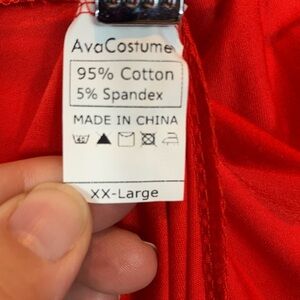 AvaCostume
95% Cotton
5% Spandex
MADE IN CHINA
XX-Large